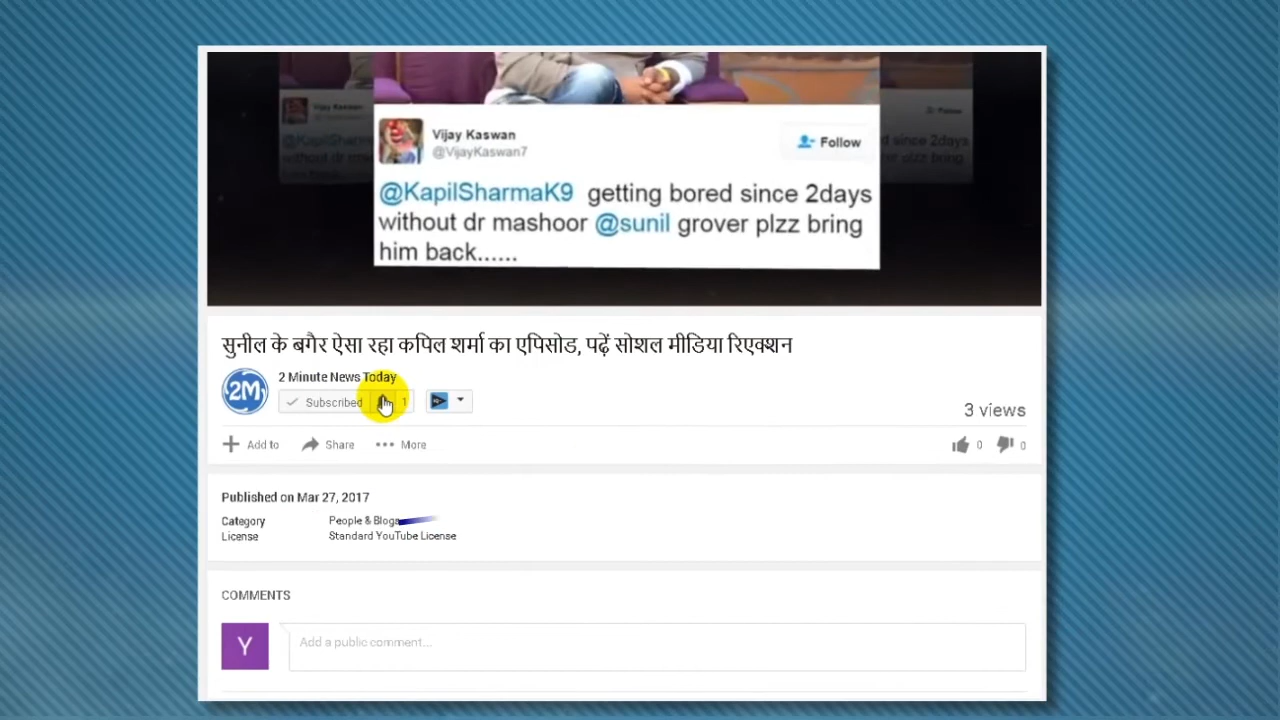 Vijay Kaswan
@VijayKaswan7
Follow
@KapilSharmaK9 getting bored since 2days
without dr mashoor @sunil grover plzz bring
him back......
सुनील के बगैर ऐसा रहा कपिल शर्मा का एपिसोड, पढ़ें सोशल मीडिया रिएक्शन
2M
2 Minute News Today
Subscribed 1
3 views
Add to Share More
0 0
Published on Mar 27, 2017
Category People & Blogs
License Standard YouTube License
COMMENTS
Y
Add a public comment...